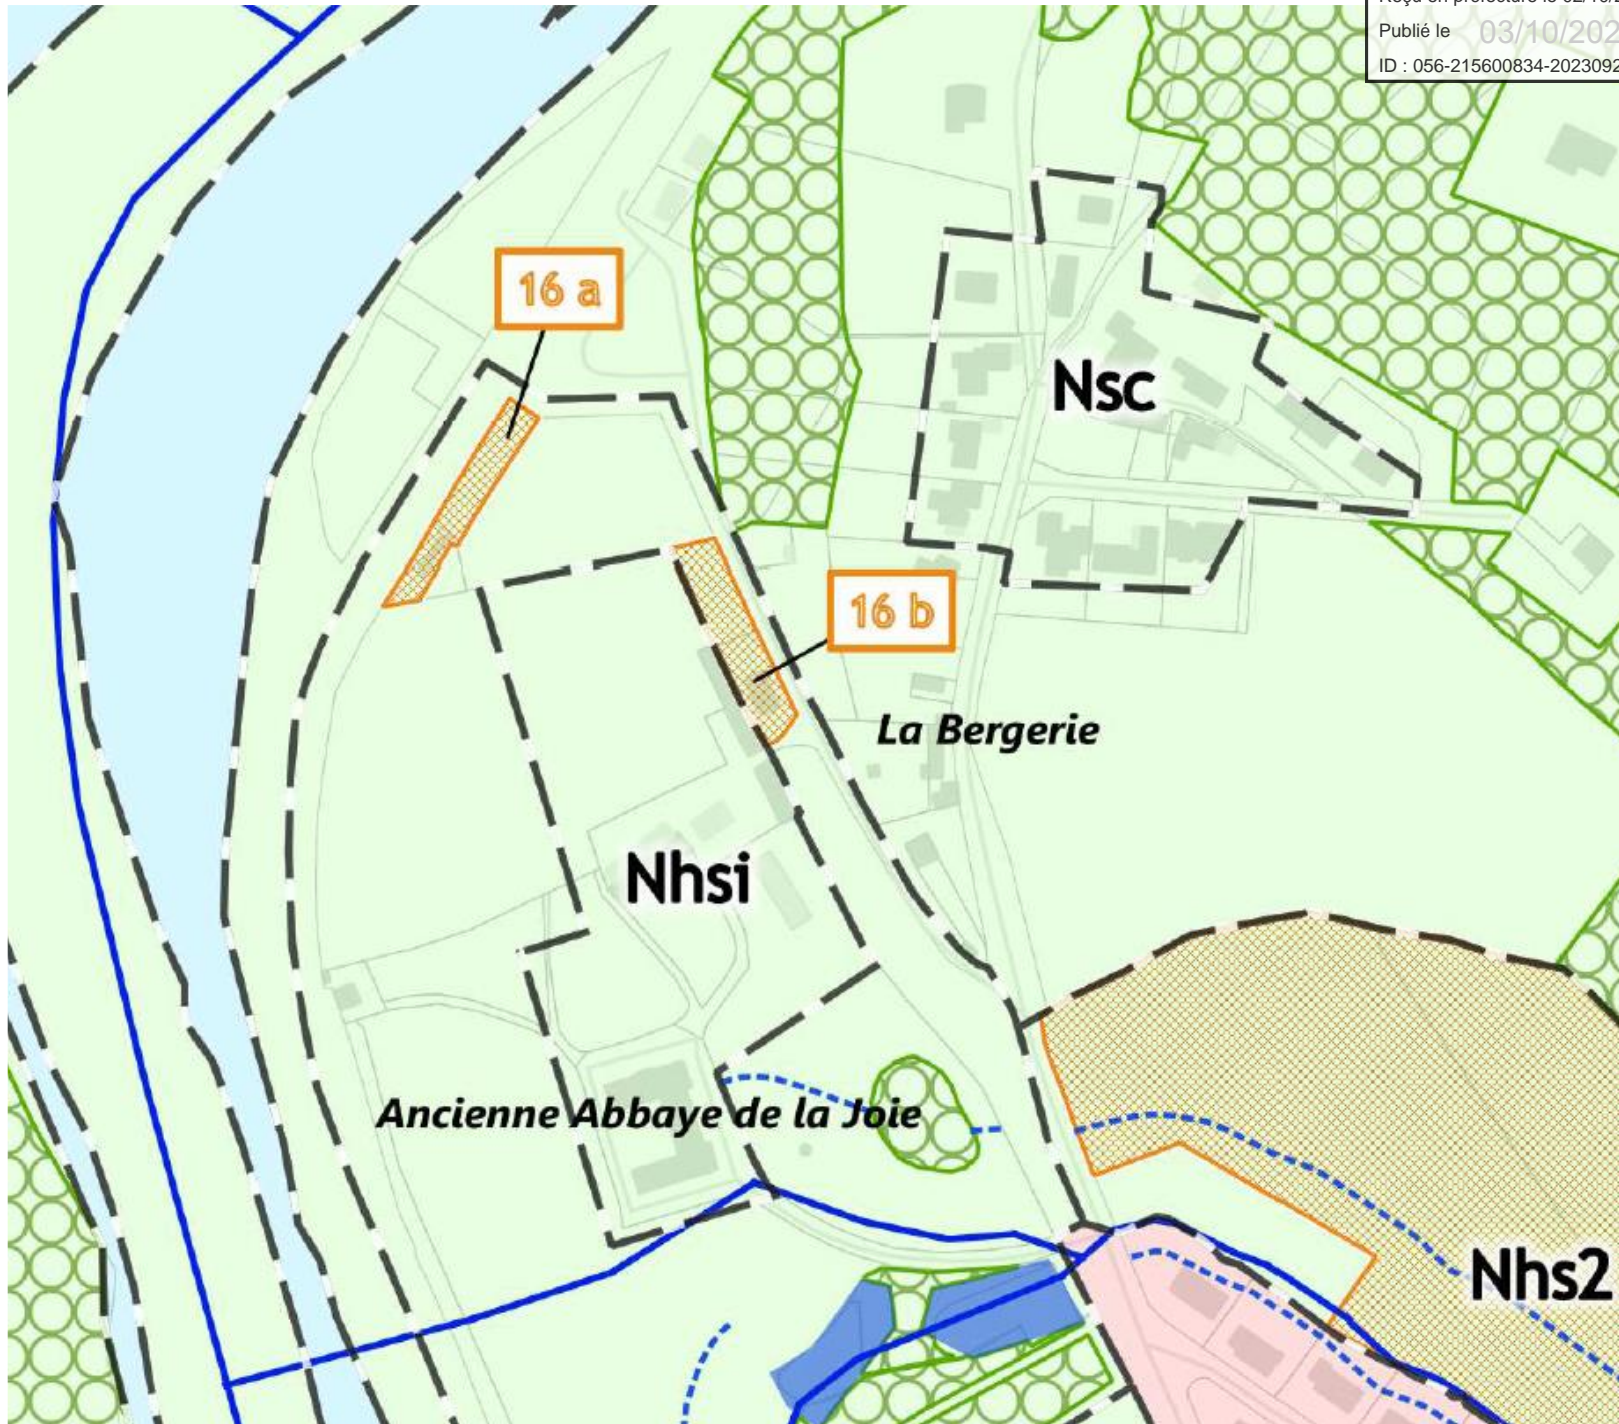 Publié le 03/10/202
ID : 056-215600834-2023092
16 a
Nsc
16 b
La Bergerie
Nhsi
Ancienne Abbaye de la Joie
Nhs2